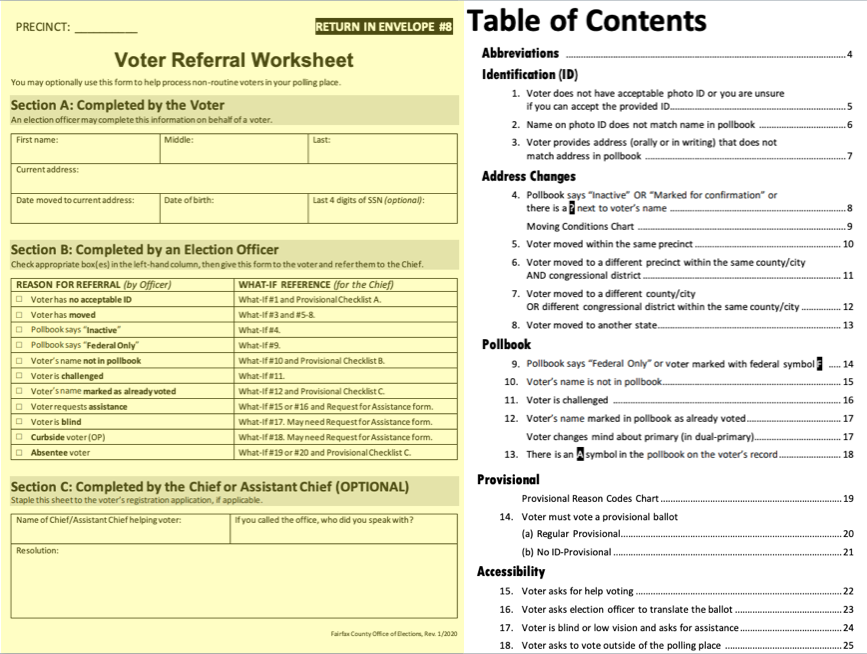 PRECINCT: ___________
RETURN IN ENVELOPE #8
Voter Referral Worksheet
You may optionally use this form to help process non-routine voters in your polling place.
Section A: Completed by the Voter
An election officer may complete this information on behalf of a voter.
First name: Middle: Last:
Current address:
Date moved to current address: Date of birth: Last 4 digits of SSN (optional):
Section B: Completed by an Election Officer
Check appropriate box(es) in the left-hand column, then give this form to the voter and refer them to the Chief.
REASON FOR REFERRAL (by Officer) WHAT-IF REFERENCE (for the Chief)
☐ Voter has no acceptable ID What-If #1 and Provisional Checklist A.
☐ Voter has moved What-If #3 and #5-8.
☐ Pollbook says "Inactive" What-If #4.
☐ Pollbook says "Federal Only" What-If #9.
☐ Voter's name not in pollbook What-If #10 and Provisional Checklist B.
☐ Voter is challenged What-If #11.
☐ Voter's name marked as already voted What-If #12 and Provisional Checklist C.
☐ Voter requests assistance What-If #15 or #16 and Request for Assistance form.
☐ Voter is blind What-If #17. May need Request for Assistance form.
☐ Curbside voter (OP) What-If #18. May need Request for Assistance form.
☐ Absentee voter What-If #19 or #20 and Provisional Checklist C.
Section C: Completed by the Chief or Assistant Chief (OPTIONAL)
Staple this sheet to the voter's registration application, if applicable.
Name of Chief/Assistant Chief helping voter: If you called the office, who did you speak with?
Resolution:
Fairfax County Office of Elections, Rev. 1/2020
Table of Contents
Abbreviations ..... 4
Identification (ID)
1. Voter does not have acceptable photo ID or you are unsure
if you can accept the provided ID..... 5
2. Name on photo ID does not match name in pollbook ..... 6
3. Voter provides address (orally or in writing) that does not
match address in pollbook ..... 7
Address Changes
4. Pollbook says "Inactive" OR "Marked for confirmation" or
there is a ? next to voter's name ..... 8
Moving Conditions Chart ..... 9
5. Voter moved within the same precinct ..... 10
6. Voter moved to a different precinct within the same county/city
AND congressional district ..... 11
7. Voter moved to a different county/city
OR different congressional district within the same county/city ..... 12
8. Voter moved to another state..... 13
Pollbook
9. Pollbook says "Federal Only" or voter marked with federal symbol F ..... 14
10. Voter's name is not in pollbook..... 15
11. Voter is challenged ..... 16
12. Voter's name marked in pollbook as already voted..... 17
Voter changes mind about primary (in dual-primary)..... 17
13. There is an A symbol in the pollbook on the voter's record..... 18
Provisional
Provisional Reason Codes Chart ..... 19
14. Voter must vote a provisional ballot
(a) Regular Provisional..... 20
(b) No ID-Provisional ..... 21
Accessibility
15. Voter asks for help voting ..... 22
16. Voter asks election officer to translate the ballot ..... 23
17. Voter is blind or low vision and asks for assistance ..... 24
18. Voter asks to vote outside of the polling place ..... 25